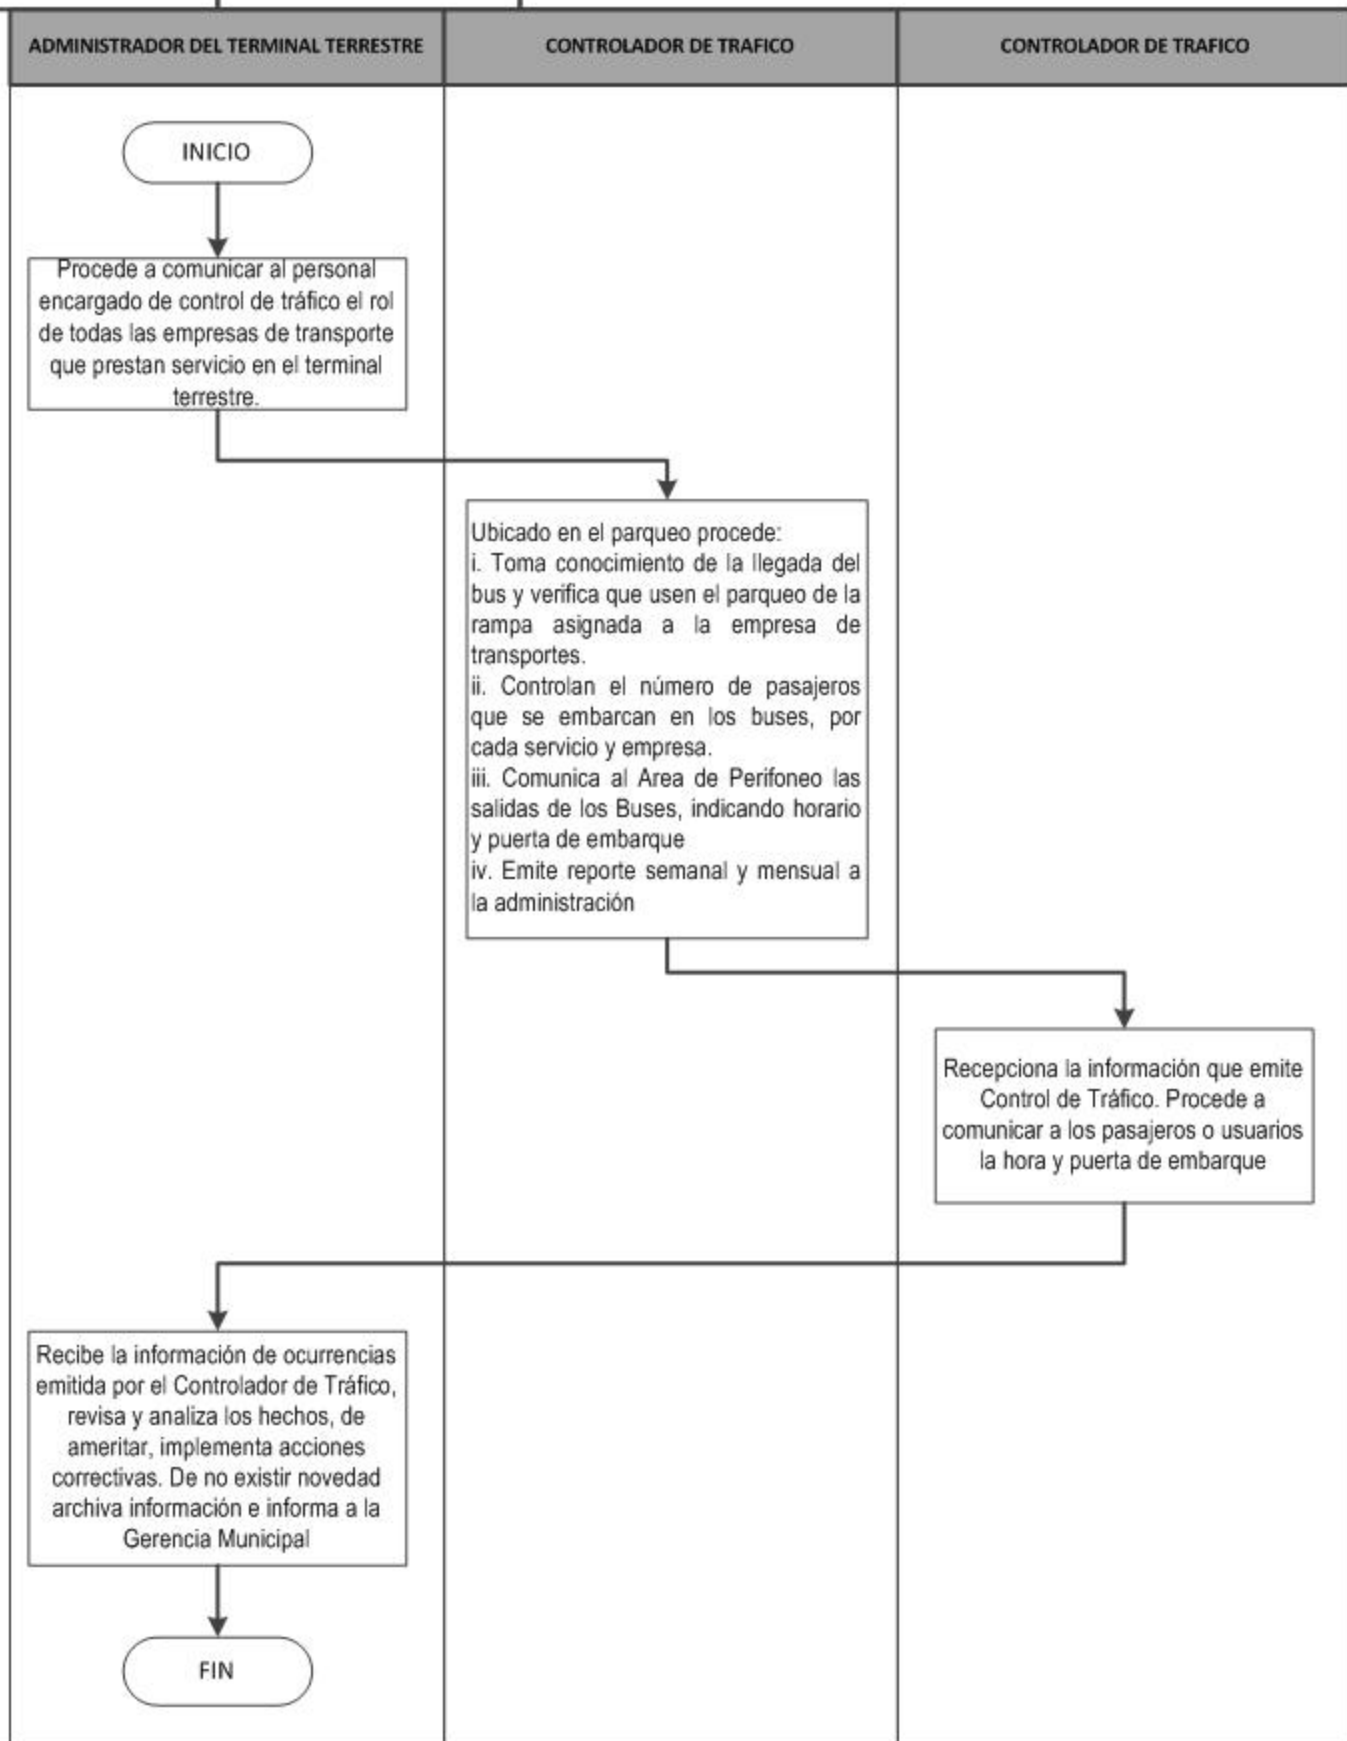 ADMINISTRADOR DEL TERMINAL TERRESTRE
CONTROLADOR DE TRAFICO
CONTROLADOR DE TRAFICO
INICIO
Procede a comunicar al personal
encargado de control de tráfico el rol
de todas las empresas de transporte
que prestan servicio en el terminal
terrestre.
Ubicado en el parqueo procede:
i. Toma conocimiento de la llegada del
bus y verifica que usen el parqueo de la
rampa asignada a la empresa de
transportes.
ii. Controlan el número de pasajeros
que se embarcan en los buses, por
cada servicio y empresa.
iii. Comunica al Area de Perifoneo las
salidas de los Buses, indicando horario
y puerta de embarque
iv. Emite reporte semanal y mensual a
la administración
Recepciona la información que emite
Control de Tráfico. Procede a
comunicar a los pasajeros o usuarios
la hora y puerta de embarque
Recibe la información de ocurrencias
emitida por el Controlador de Tráfico,
revisa y analiza los hechos, de
ameritar, implementa acciones
correctivas. De no existir novedad
archiva información e informa a la
Gerencia Municipal
FIN